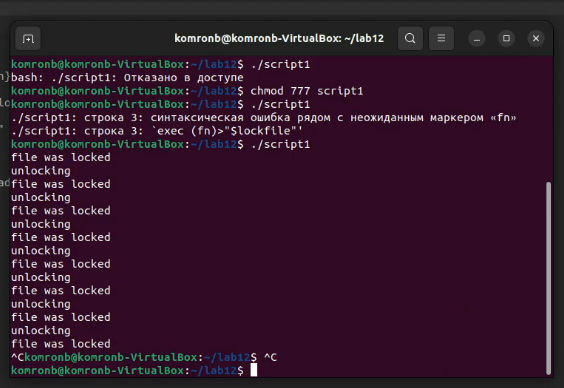 komronb@komronb-VirtualBox: ~/lab12
komronb@komronb-VirtualBox:~/lab12$ ./script1
bash: ./script1: Отказано в доступе
komronb@komronb-VirtualBox:~/lab12$ chmod 777 script1
komronb@komronb-VirtualBox:~/lab12$ ./script1
./script1: строка 3: синтаксическая ошибка рядом с неожиданным маркером «fn»
./script1: строка 3: `exec (fn)>"$lockfile"'
komronb@komronb-VirtualBox:~/lab12$ ./script1
file was locked
unlocking
file was locked
unlocking
file was locked
unlocking
file was locked
unlocking
file was locked
unlocking
file was locked
unlocking
file was locked
unlocking
file was locked
^Ckomronb@komronb-VirtualBox:~/lab12$ ^C
komronb@komronb-VirtualBox:~/lab12$